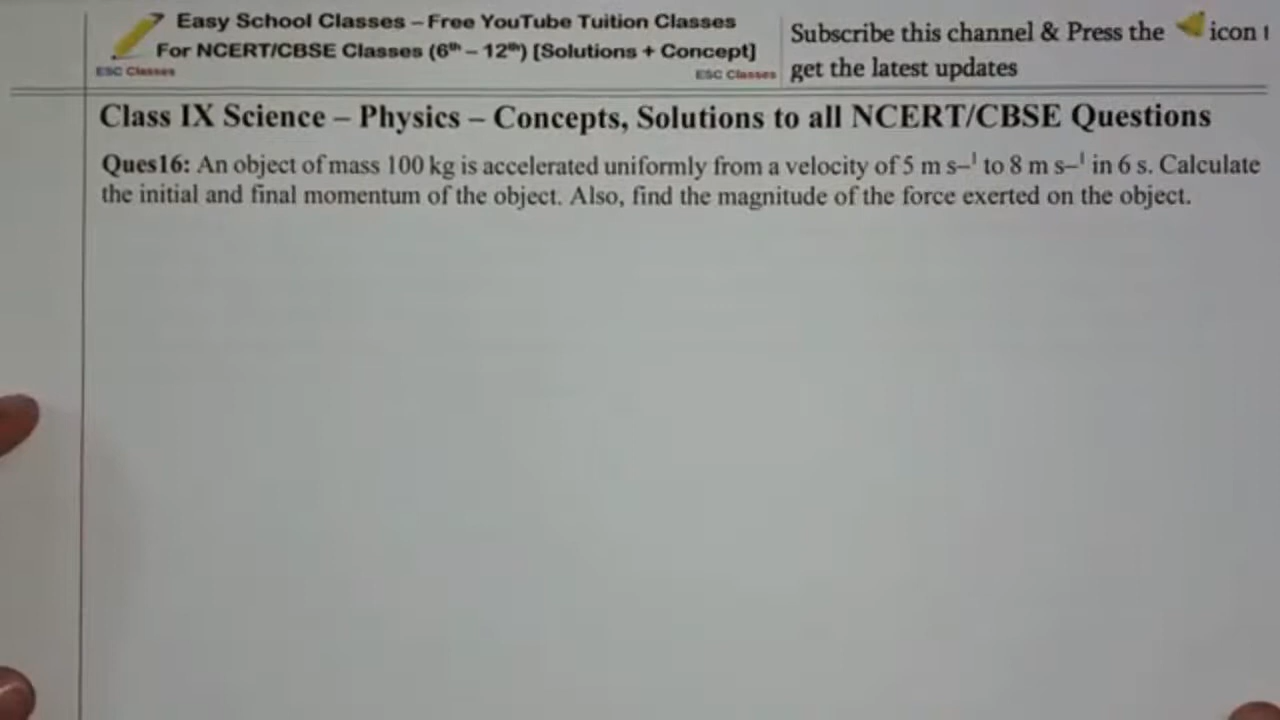 Easy School Classes – Free YouTube Tuition Classes
For NCERT/CBSE Classes (6th – 12th) [Solutions + Concept]
ESC Classes
ESC Classes
Subscribe this channel & Press the icon
get the latest updates
Class IX Science – Physics – Concepts, Solutions to all NCERT/CBSE Questions
Ques16: An object of mass 100 kg is accelerated uniformly from a velocity of 5 m s–¹ to 8 m s–¹ in 6 s. Calculate
the initial and final momentum of the object. Also, find the magnitude of the force exerted on the object.